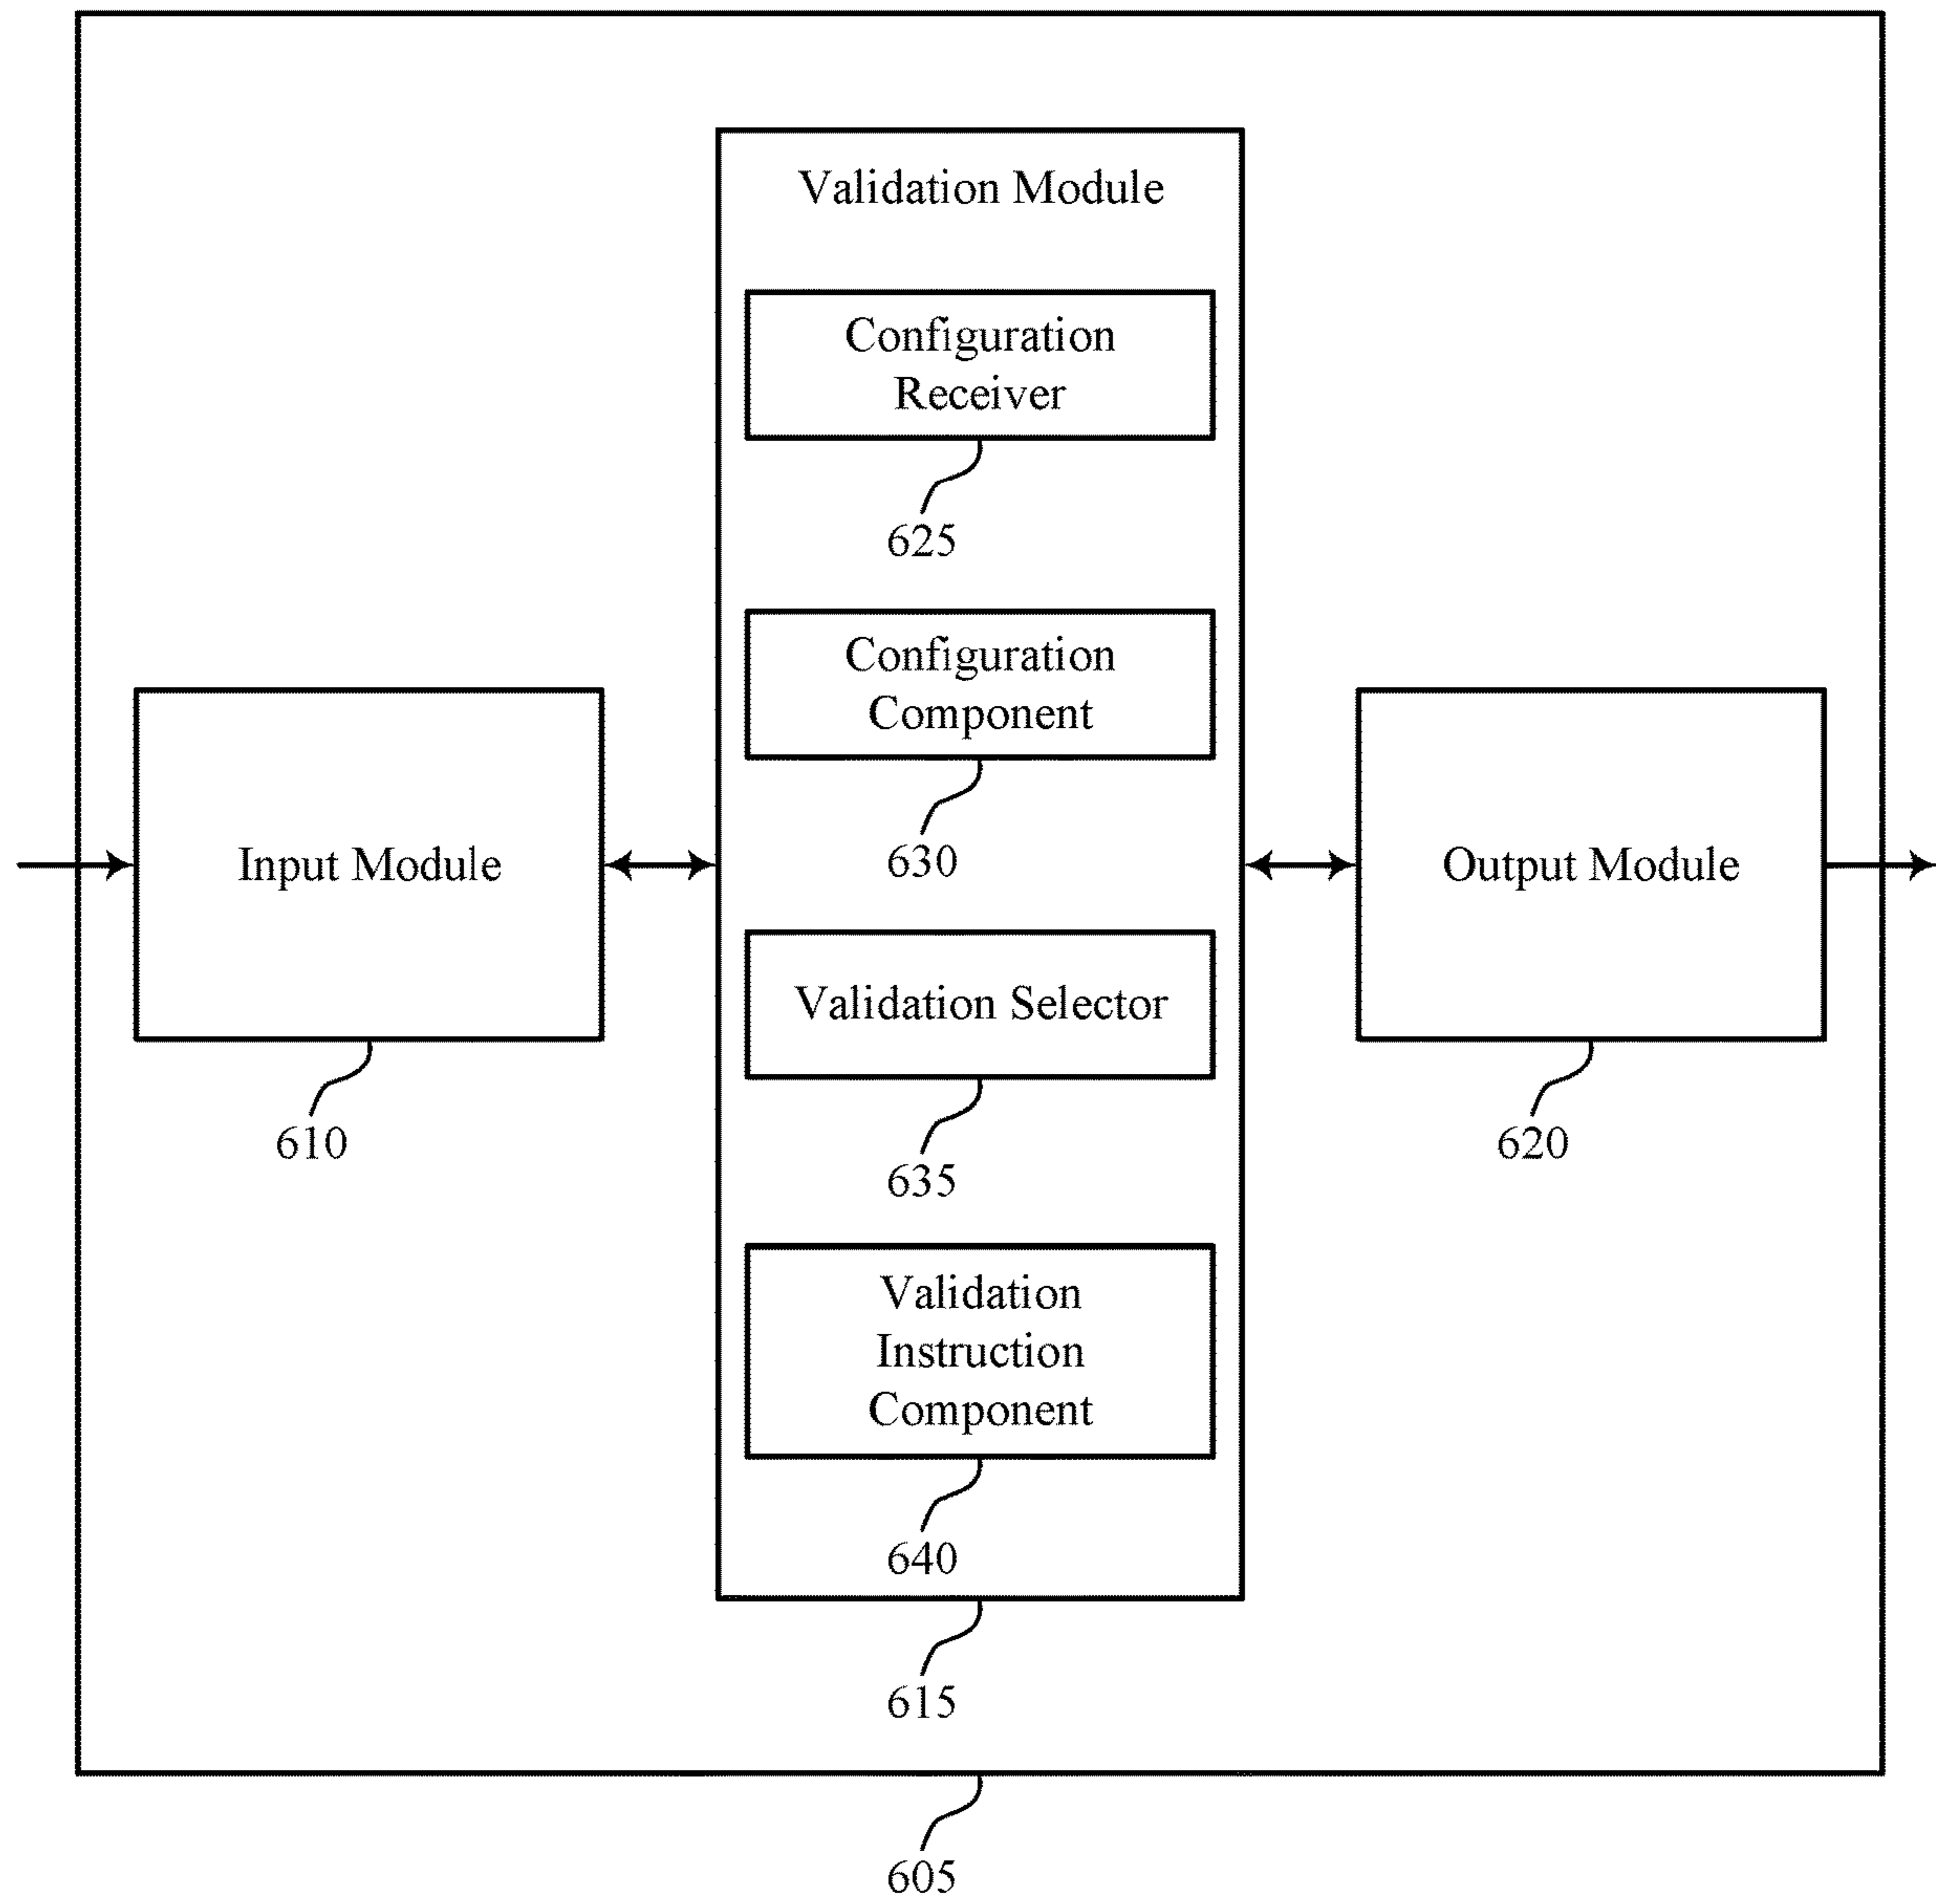 Validation Module
Configuration
Receiver
625
Configuration
Component
630
Input Module
610
Validation Selector
635
Output Module
620
Validation
Instruction
Component
640
615
605